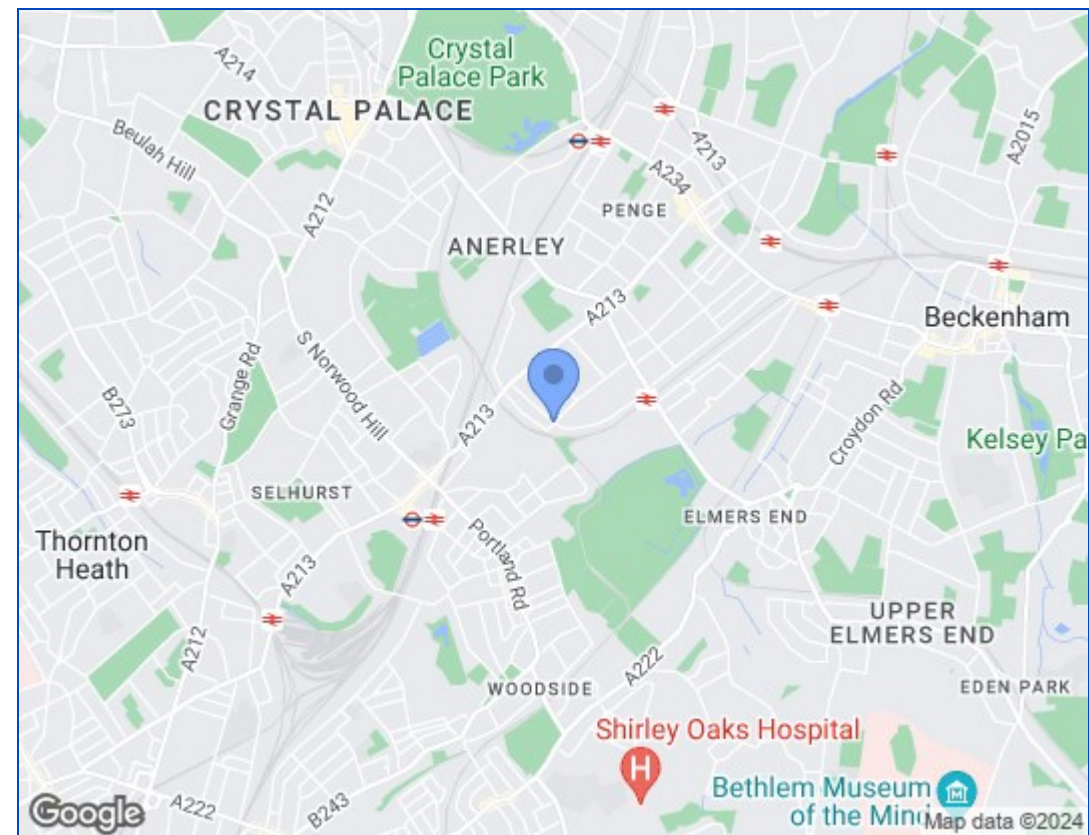 Crystal
Palace Park
A214
CRYSTAL PALACE
A213
A2015
Beulah Hill
A234
A212
PENGE
ANERLEY
A213
Beckenham
S Norwood Hill
Grange Rd
B273
A213
Croydon Rd
Kelsey Pa
SELHURST
ELMERS END
Thornton
Heath
Portland Rd
A213
UPPER
ELMERS END
A212
A222
WOODSIDE
EDEN PARK
Shirley Oaks Hospital
H
Bethlem Museum
of the Mind
M
Google
A222
B243
Map data ©2024